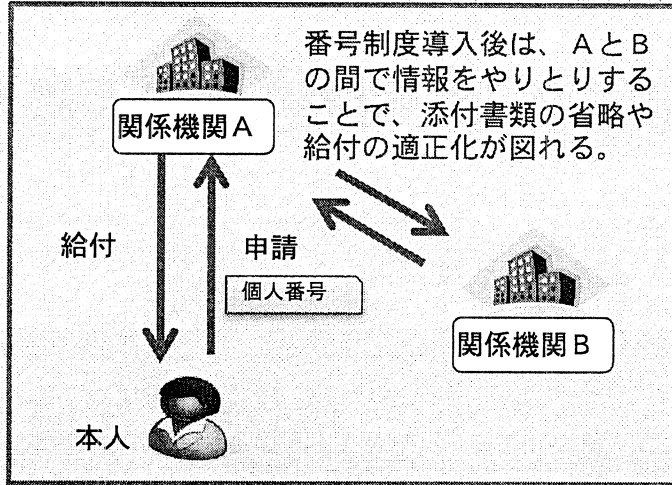 番号制度導入後は、AとB
の間で情報をやりとりする
ことで、添付書類の省略や
給付の適正化が図れる。
関係機関A
給付
申請
個人番号
関係機関B
本人